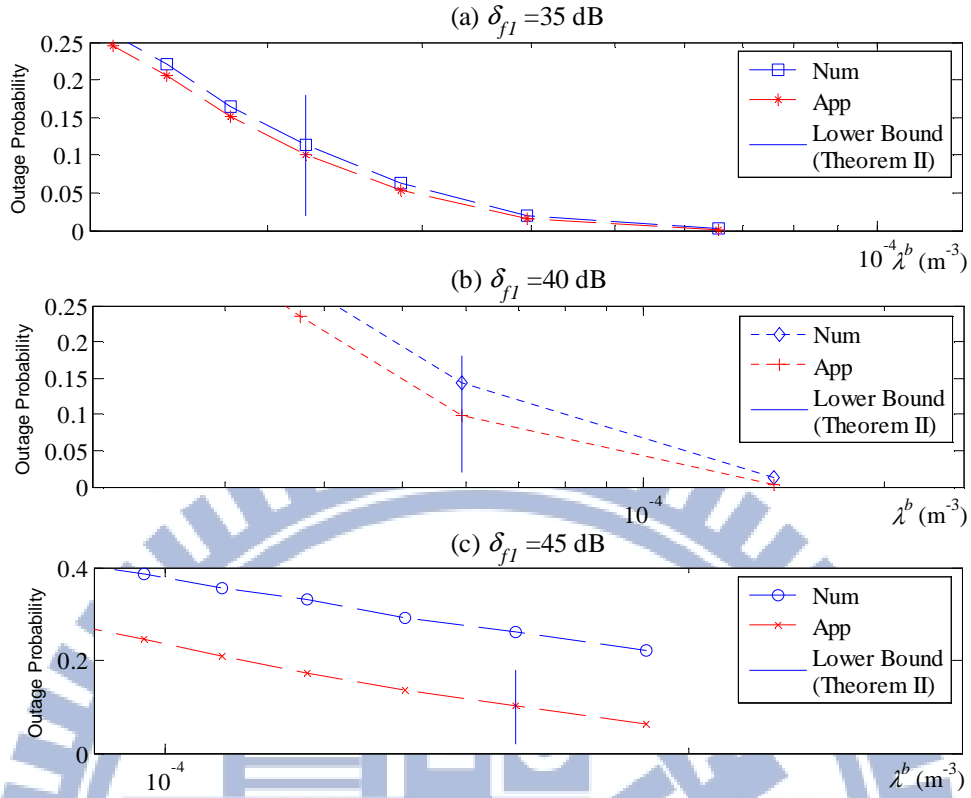 (a) δf1 =35 dB
0.25
0.2
0.15
0.1
0.05
0
Outage Probability
Num
App
Lower Bound
(Theorem II)
10-4 λb (m-3)
(b) δf1 =40 dB
0.25
0.2
0.15
0.1
0.05
0
Outage Probability
Num
App
Lower Bound
(Theorem II)
10-4
λb (m-3)
(c) δf1 =45 dB
0.4
0.2
0
Outage Probability
Num
App
Lower Bound
(Theorem II)
10-4
λb (m-3)